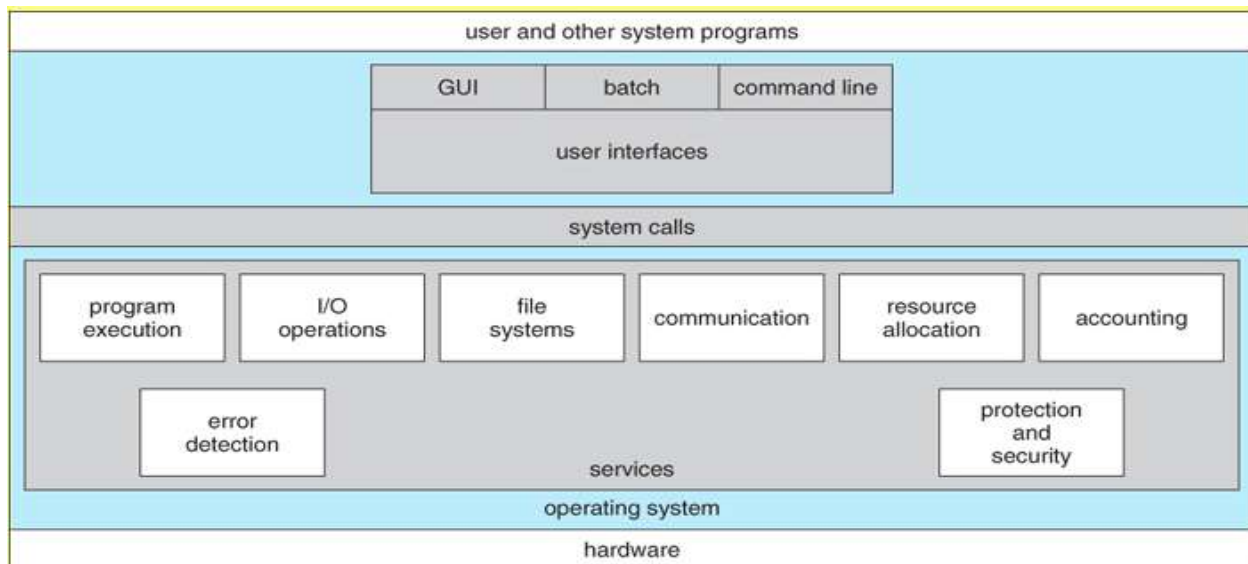 user and other system programs
GUI
batch
command line
user interfaces
system calls
program
execution
I/O
operations
file
systems
communication
resource
allocation
accounting
error
detection
protection
and
security
services
operating system
hardware